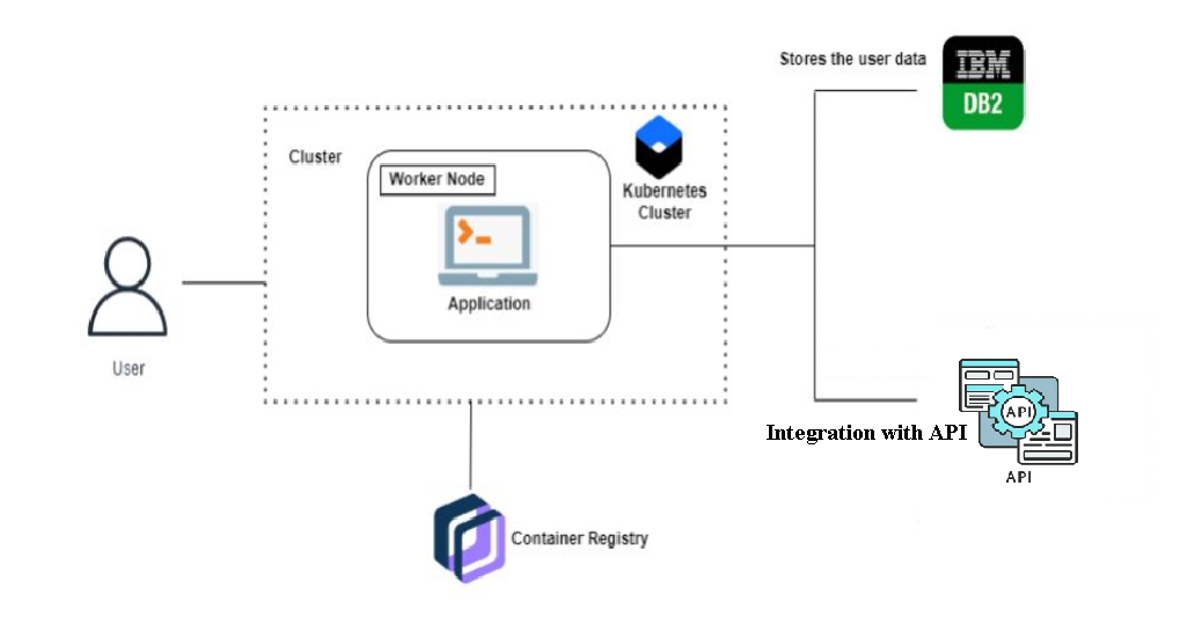 Stores the user data
IBM
DB2
Cluster
Worker Node
Kubernetes
Cluster
Application
User
API
Integration with API
API
Container Registry